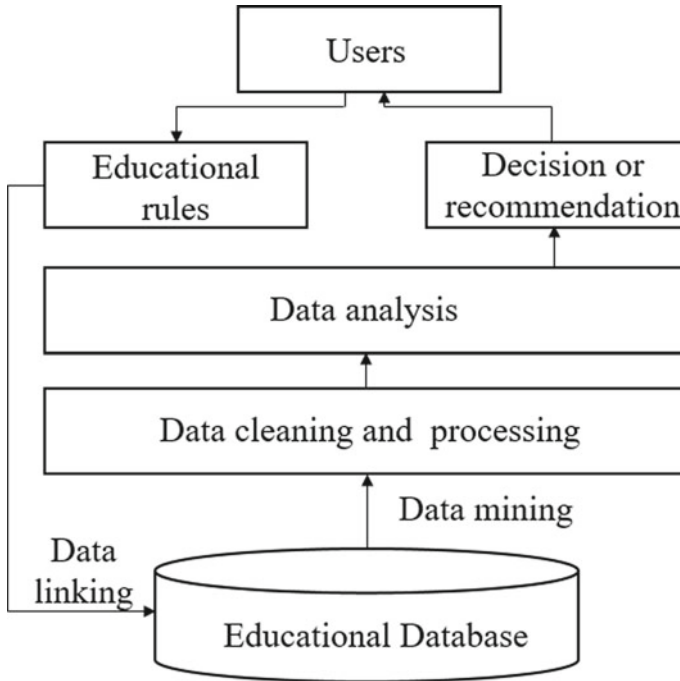 Users
Educational
rules
Decision or
recommendation
Data analysis
Data cleaning and processing
Data mining
Data
linking
Educational Database